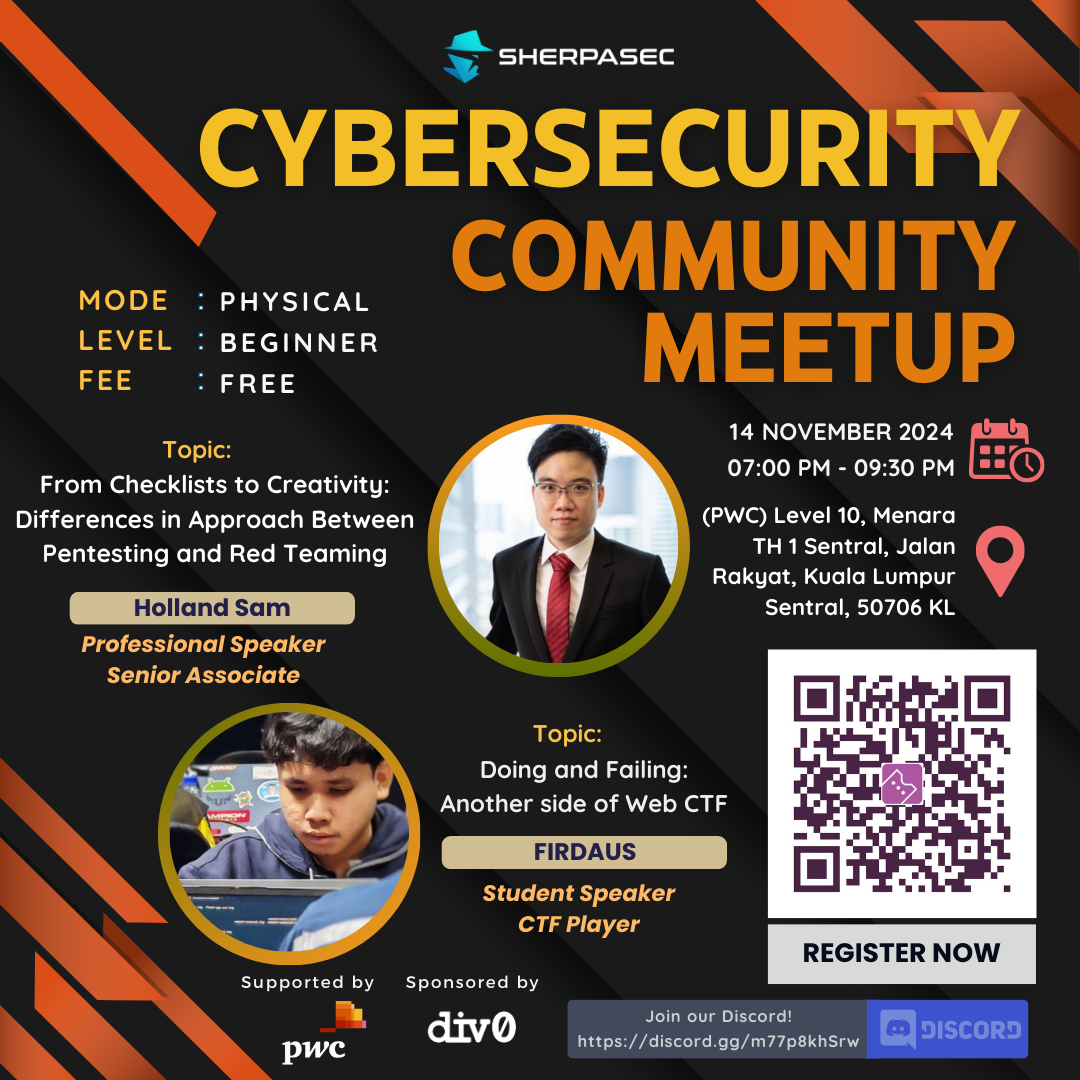 SHERPASEC
CYBERSECURITY
COMMUNITY
MEETUP
MODE : PHYSICAL
LEVEL : BEGINNER
FEE : FREE
14 NOVEMBER 2024
07:00 PM - 09:30 PM
(PWC) Level 10, Menara
TH 1 Sentral, Jalan
Rakyat, Kuala Lumpur
Sentral, 50706 KL
Topic:
From Checklists to Creativity:
Differences in Approach Between
Pentesting and Red Teaming
Holland Sam
Professional Speaker
Senior Associate
Topic:
Doing and Failing:
Another side of Web CTF
FIRDAUS
Student Speaker
CTF Player
REGISTER NOW
Supported by
pwc
Sponsored by
div0
Join our Discord!
https://discord.gg/m77p8khSrw
DISCORD